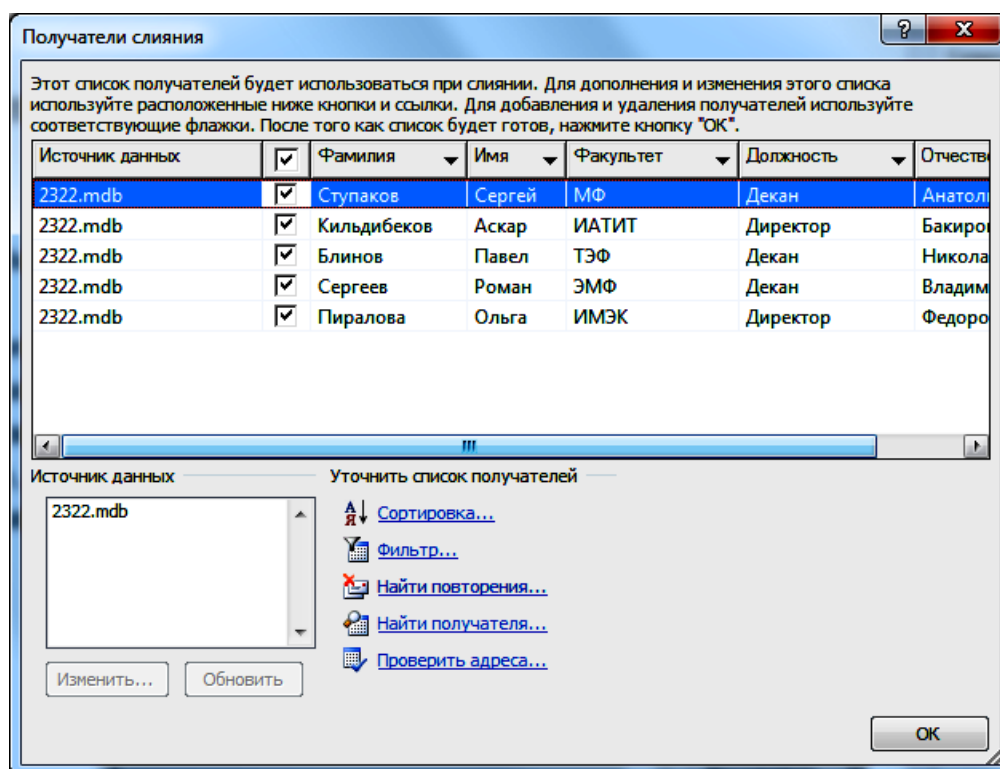 Получатели слияния
Этот список получателей будет использоваться при слиянии. Для дополнения и изменения этого списка
используйте расположенные ниже кнопки и ссылки. Для добавления и удаления получателей используйте
соответствующие флажки. После того как список будет готов, нажмите кнопку "ОК".
Источник данных Фамилия Имя Факультет Должность Отчеств
2322.mdb Ступаков Сергей МФ Декан Анатол
2322.mdb Кильдибеков Аскар ИАТИТ Директор Бакиро
2322.mdb Блинов Павел ТЭФ Декан Никола
2322.mdb Сергеев Роман ЭМФ Декан Владим
2322.mdb Пиралова Ольга ИМЭК Директор Федоро
Источник данных Уточнить список получателей
2322.mdb
Сортировка...
Фильтр...
Найти повторения...
Найти получателя...
Проверить адреса...
Изменить... Обновить
ОК